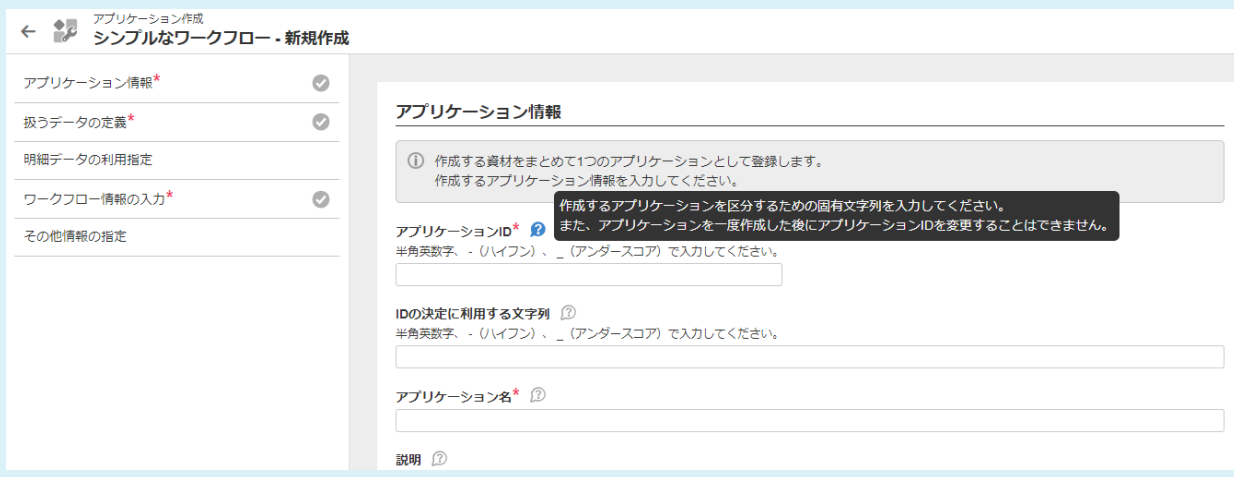 アプリケーション作成
シンプルなワークフロー - 新規作成
アプリケーション情報*
扱うデータの定義*
明細データの利用指定
ワークフロー情報の入力*
その他情報の指定
アプリケーション情報
作成する資材をまとめて1つのアプリケーションとして登録します。
作成するアプリケーション情報を入力してください。
作成するアプリケーションを区分するための固有文字列を入力してください。
また、アプリケーションを一度作成した後にアプリケーションIDを変更することはできません。
アプリケーションID*
半角英数字、 - (ハイフン) 、 _ (アンダースコア) で入力してください。
IDの決定に利用する文字列
半角英数字、 - (ハイフン) 、 _ (アンダースコア) で入力してください。
アプリケーション名*
説明